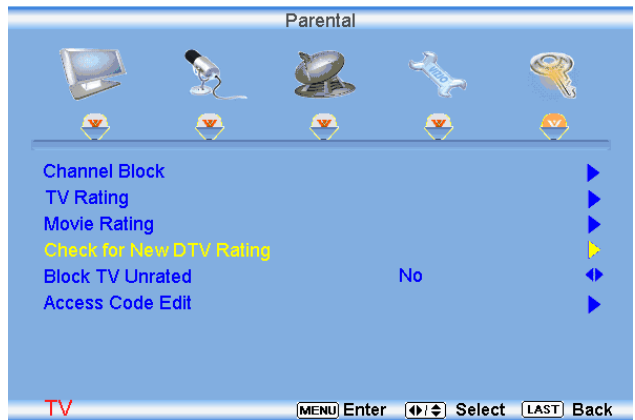 Parental
Channel Block
TV Rating
Movie Rating
Check for New DTV Rating
Block TV Unrated No
Access Code Edit
TV MENU Enter Select LAST Back